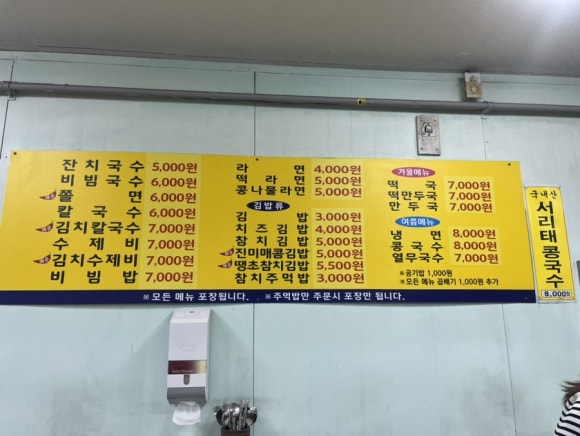 잔치국수 5,000원
비빔국수 6,000원
쫄면 6,000원
칼국수 6,000원
김치칼국수 7,000원
수제비 7,000원
김치수제비 7,000원
비빔밥 7,000원
라면 4,000원
떡라면 5,000원
콩나물라면 5,000원
김밥류
김밥 3,000원
치즈김밥 4,000원
참치김밥 5,000원
진미매콤김밥 5,500원
땡초참치김밥 5,500원
참치주먹밥 3,000원
겨울메뉴
떡국 7,000원
떡만두국 7,000원
만두국 7,000원
여름메뉴
냉면 8,000원
콩국수 8,000원
열무국수 7,000원
※공기밥 1,000원
※모든메뉴 곱빼기 1,000원 추가
※ 모든 메뉴 포장됩니다. ※주먹밥만 주문시 포장만 됩니다.
국내산
서리태콩국수
8,000원